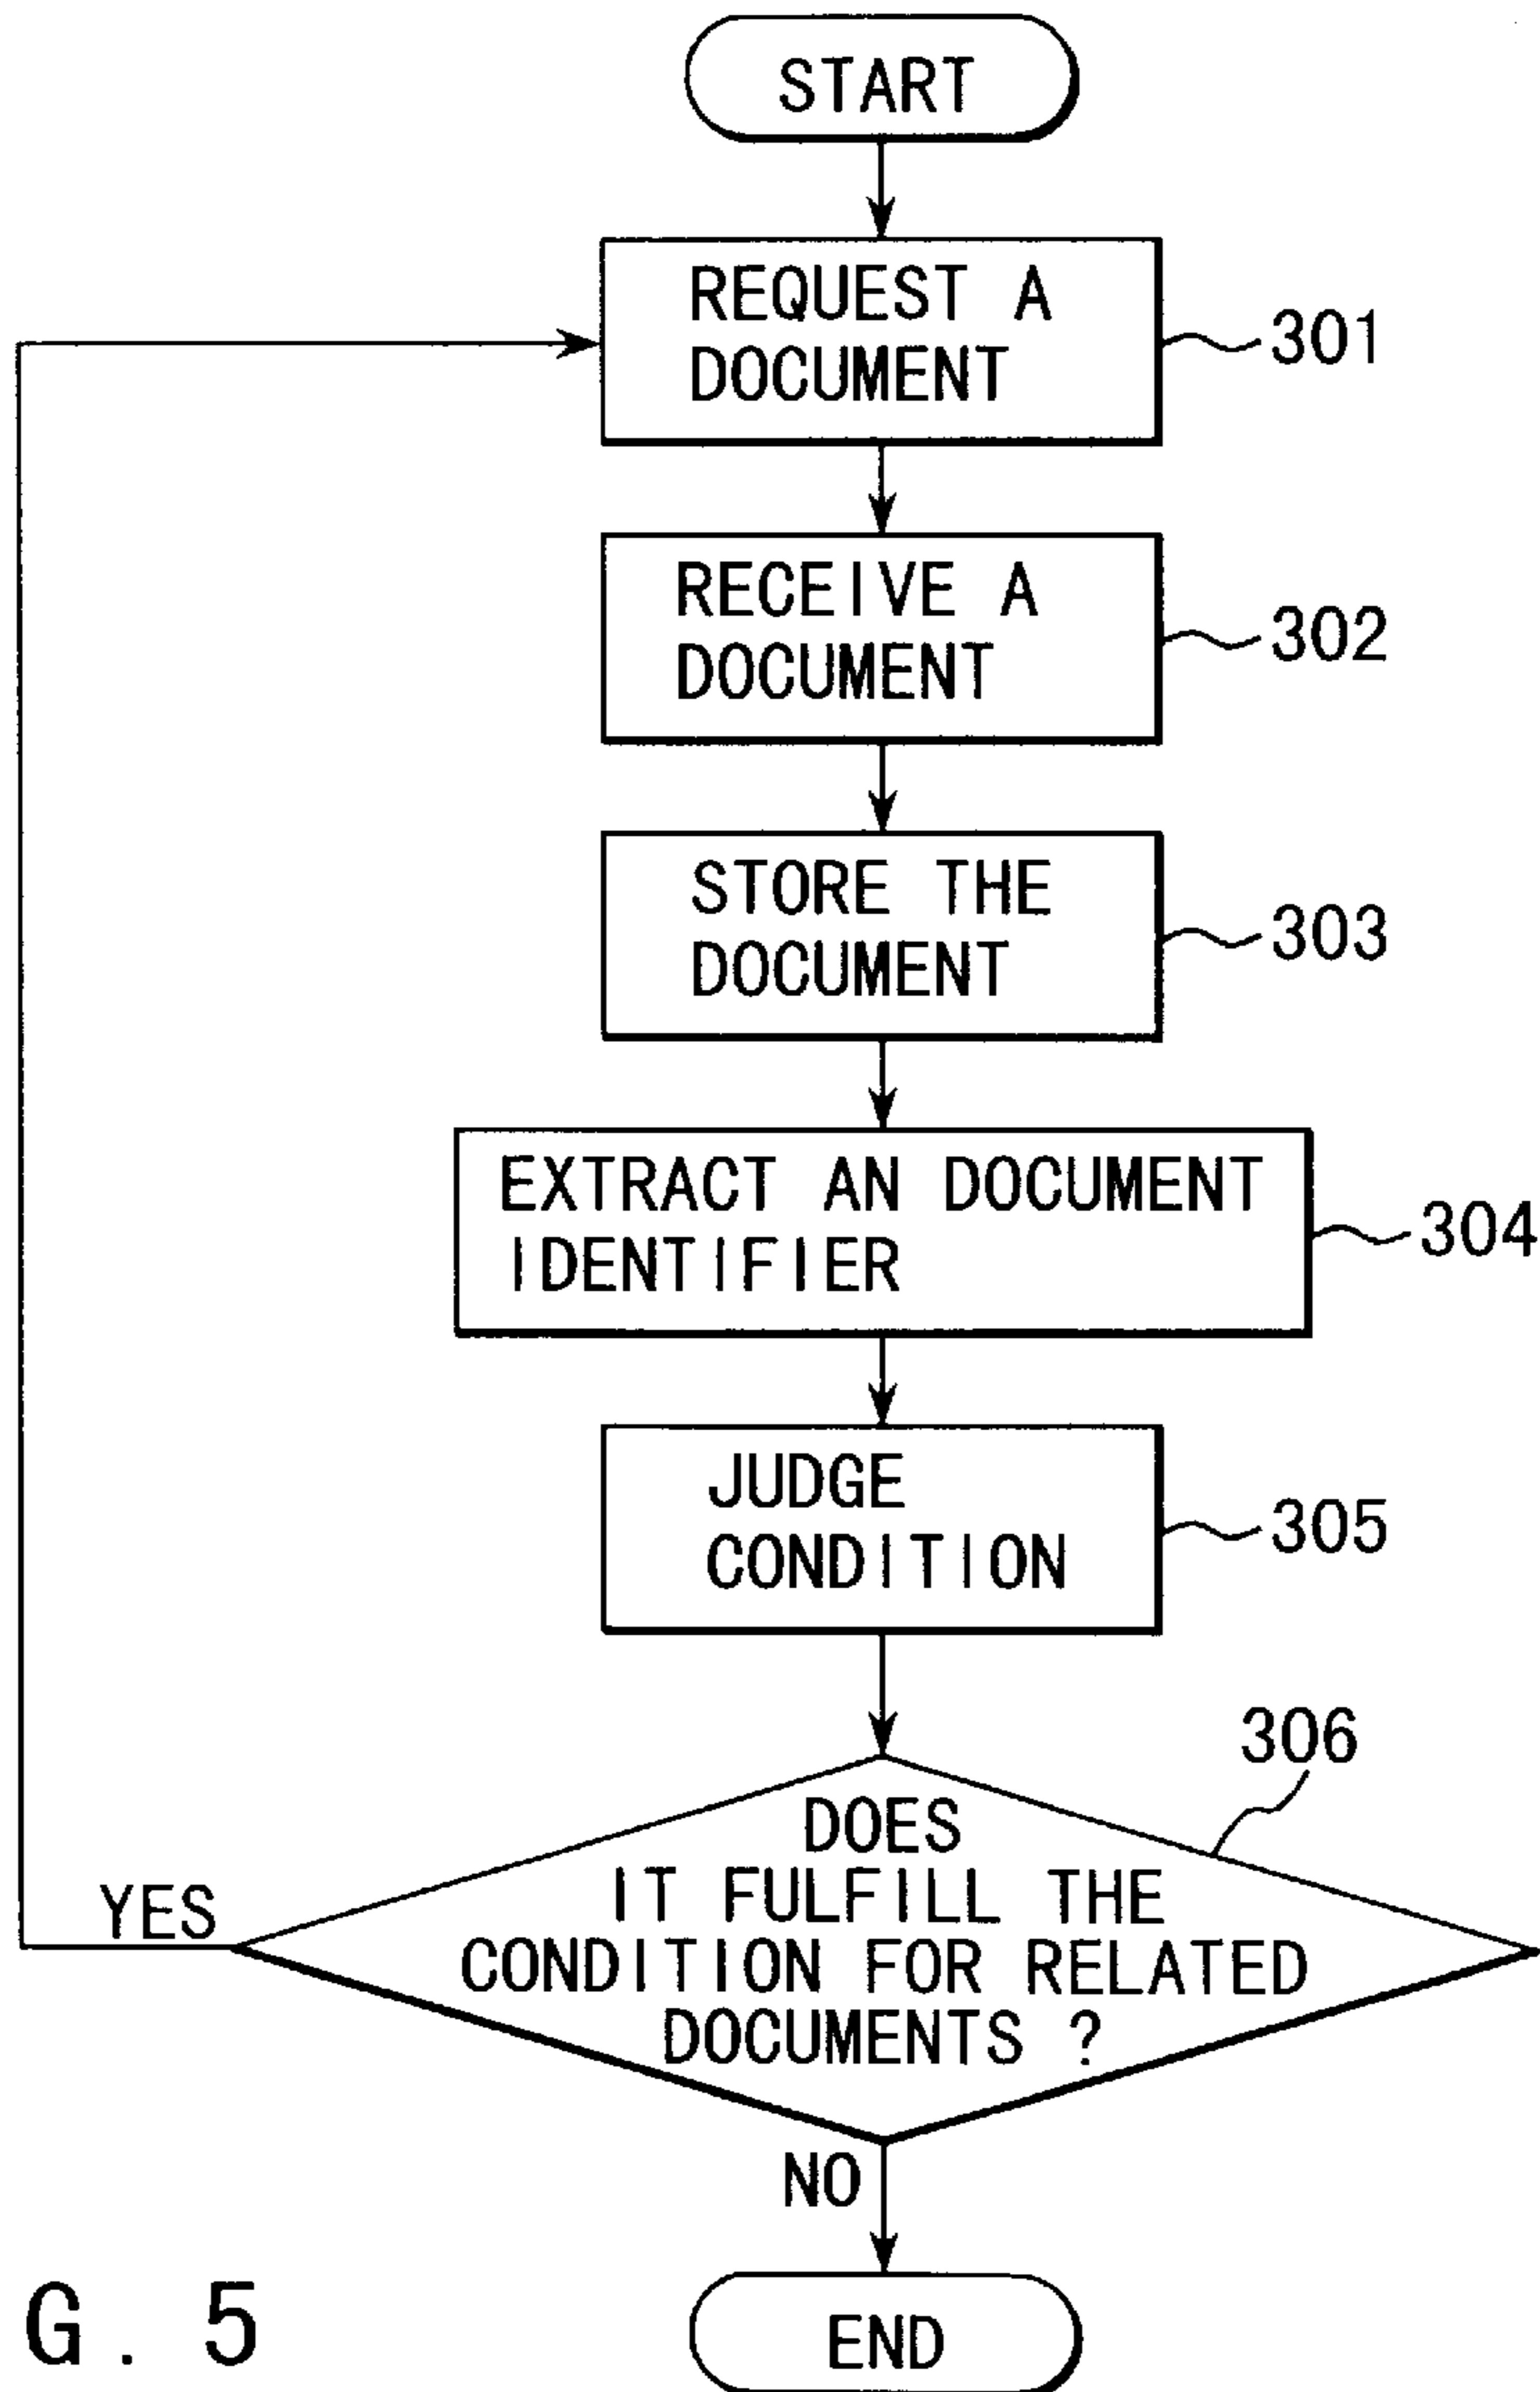 START
REQUEST A
DOCUMENT
301
RECEIVE A
DOCUMENT
302
STORE THE
DOCUMENT
303
EXTRACT AN DOCUMENT
IDENTIFIER
304
JUDGE
CONDITION
305
306
DOES
IT FULFILL THE
CONDITION FOR RELATED
DOCUMENTS ?
YES
NO
END
G. 5